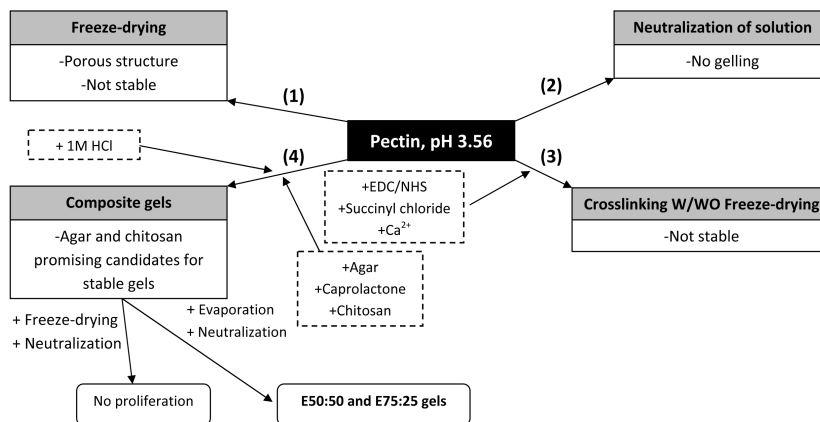 Freeze-drying
-Porous structure
-Not stable
Neutralization of solution
-No gelling
(1)
(2)
Pectin, pH 3.56
+ 1M HCl
(4)
(3)
+EDC/NHS
+Succinyl chloride
+Ca²⁺
Composite gels
-Agar and chitosan
promising candidates for
stable gels
Crosslinking W/WO Freeze-drying
-Not stable
+Agar
+Caprolactone
+Chitosan
+ Freeze-drying
+ Neutralization
+ Evaporation
+ Neutralization
No proliferation
E50:50 and E75:25 gels